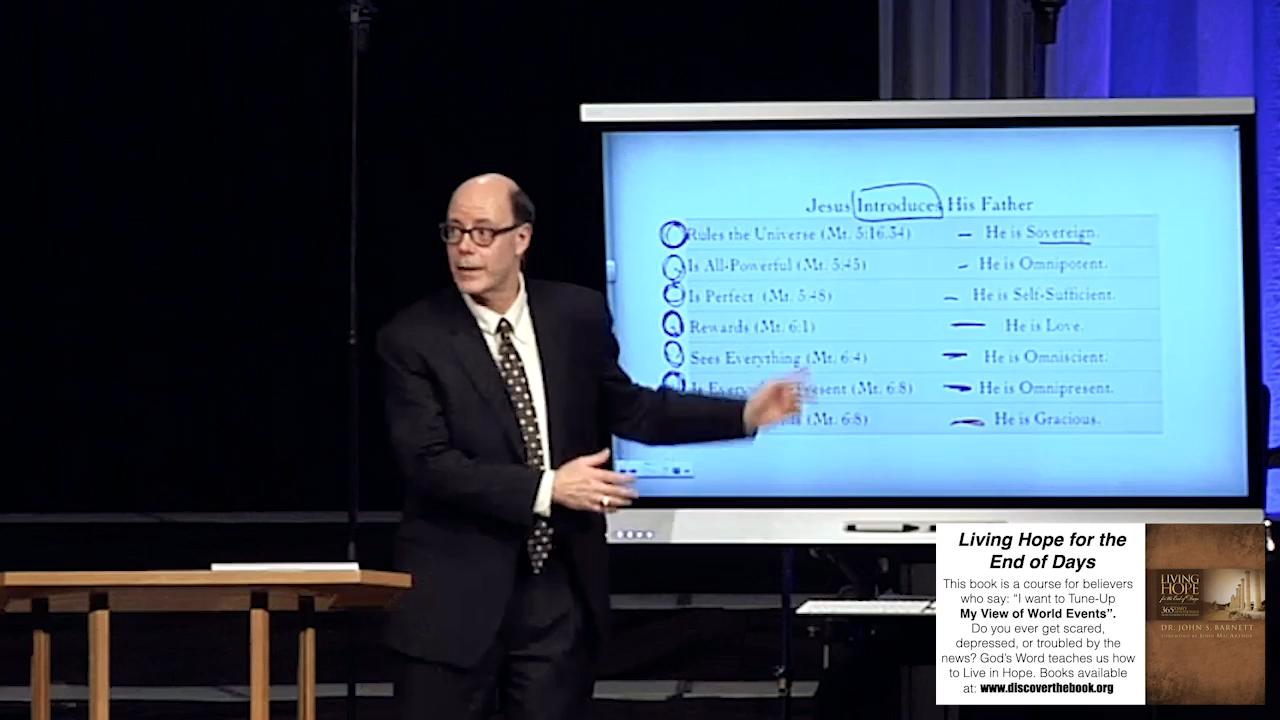 Jesus Introduces His Father
Rules the Universe (Mt. 5:16,34) — He is Sovereign.
Is All-Powerful (Mt. 5:45) — He is Omnipotent.
Is Perfect (Mt. 5:48) — He is Self-Sufficient.
Rewards (Mt. 6:1) — He is Love.
Sees Everything (Mt. 6:4) — He is Omniscient.
Is (Mt. 6:8) — He is Omnipresent.
(Mt. 6:8) — He is Gracious.
Living Hope for the
End of Days
This book is a course for believers
who say: “I want to Tune-Up
My View of World Events”.
Do you ever get scared,
depressed, or troubled by the
news? God’s Word teaches us how
to Live in Hope. Books available
at: www.discoverthebook.org
LIVING
HOPE
for the End of Days
DR. JOHN S. BARNETT
FOREWORD BY JOHN MACARTHUR